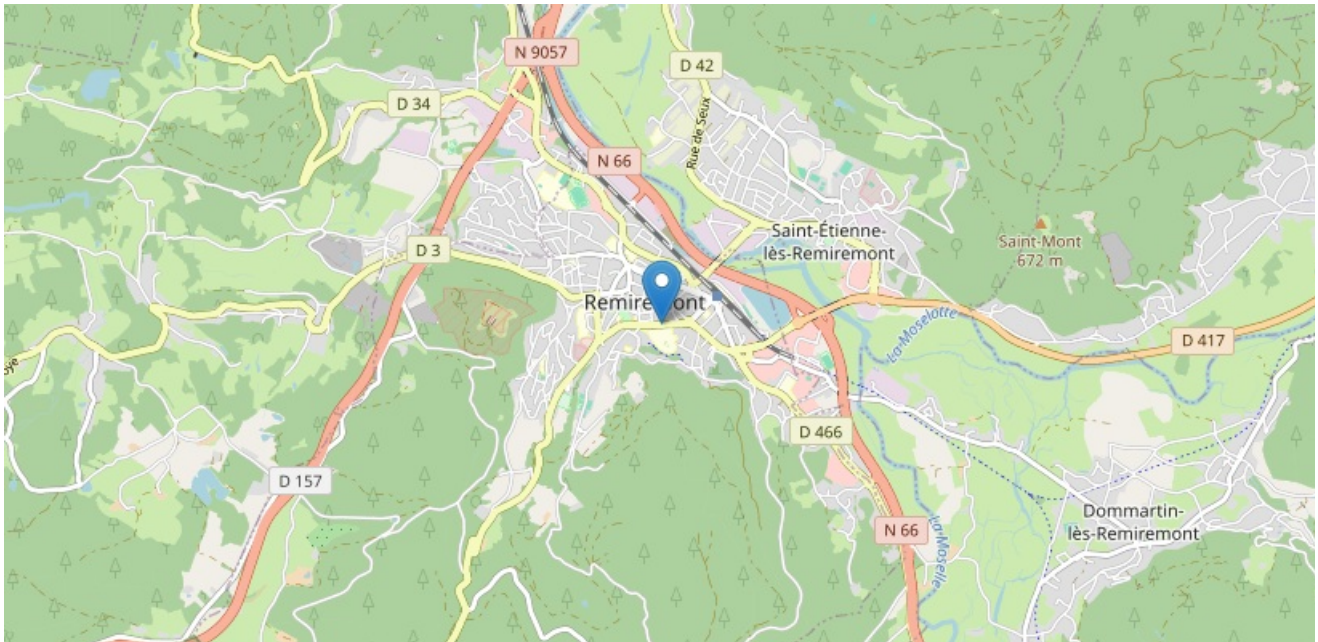 N 9057
D 42
D 34
Rue de Seux
N 66
Saint-Étienne-
lès-Remiremont
D 3
Saint-Mont
672 m
Remiremont
La Moselotte
D 417
oye
D 466
D 157
Dommartin-
lès-Remiremont
N 66
La Moselle